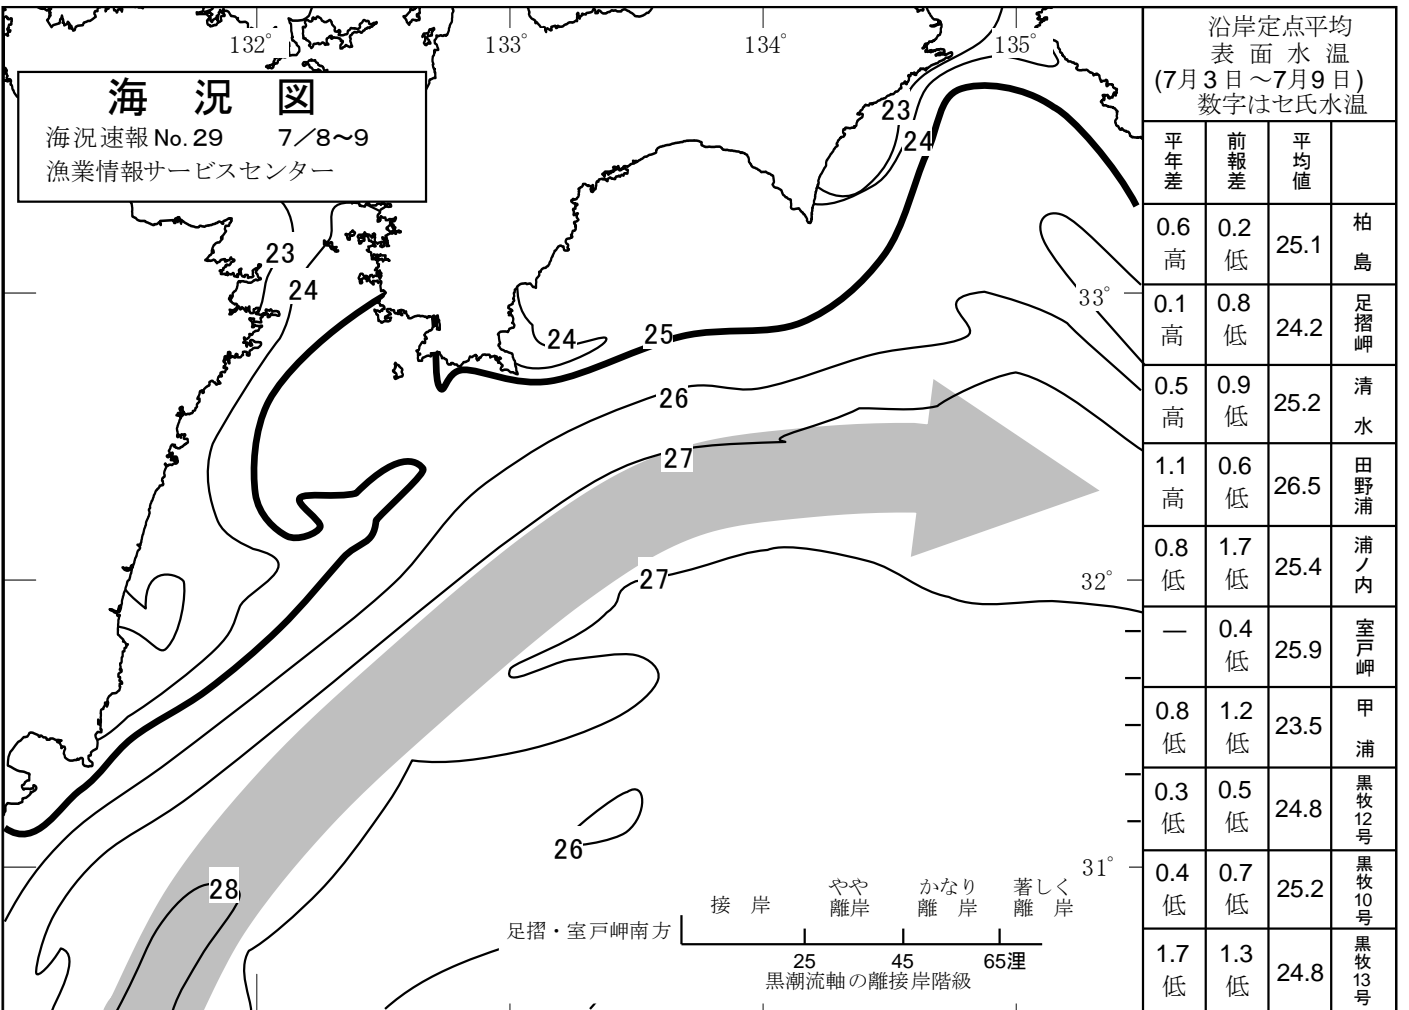 海況図
海況速報 No. 29 7／8～9
漁業情報サービスセンター
132°
133°
134°
135°
33°
32°
31°
23
24
23
24
24
25
26
27
27
26
28
接岸
やや離岸
かなり離岸
著しく離岸
足摺・室戸岬南方
25
45
65浬
黒潮流軸の離接岸階級
沿岸定点平均
表面水温
(7月3日～7月9日)
数字はセ氏水温
平年差 前報差 平均値
0.6高 0.2低 25.1 柏島
0.1高 0.8低 24.2 足摺岬
0.5高 0.9低 25.2 清水
1.1高 0.6低 26.5 田野浦
0.8低 1.7低 25.4 浦ノ内
— 0.4低 25.9 室戸岬
0.8低 1.2低 23.5 甲浦
0.3低 0.5低 24.8 黒牧12号
0.4低 0.7低 25.2 黒牧10号
1.7低 1.3低 24.8 黒牧13号